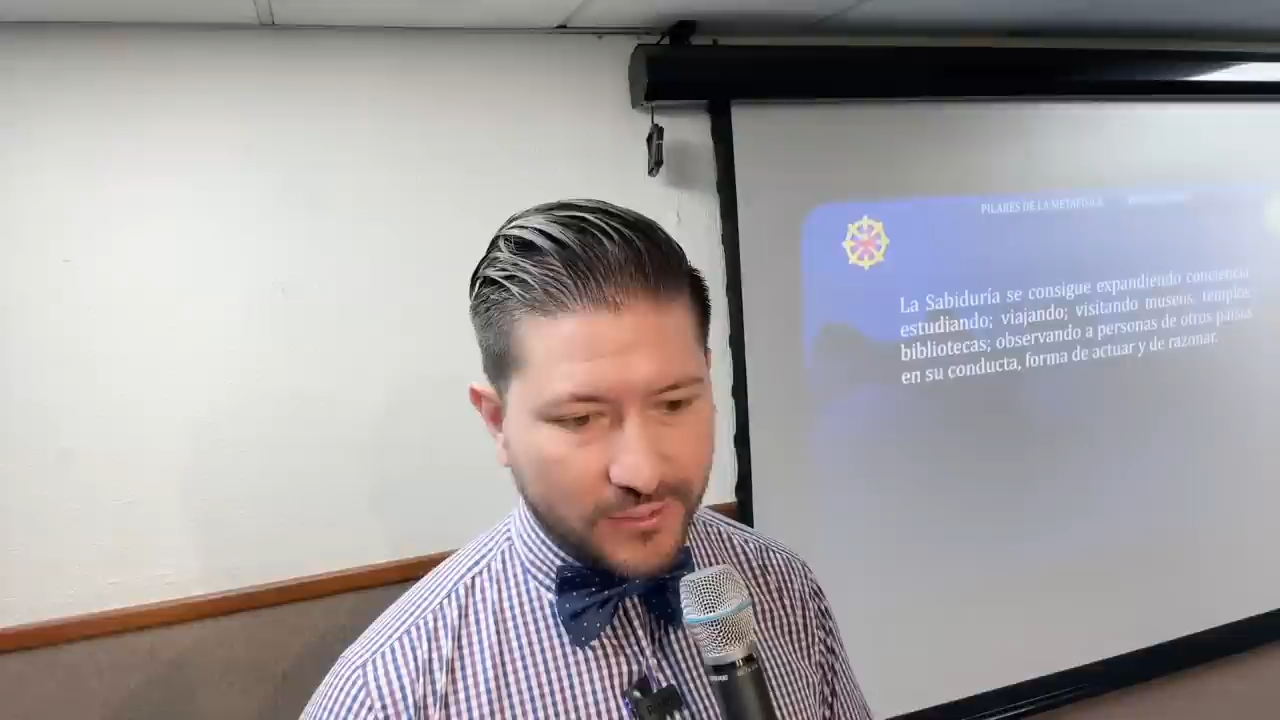 PILARES DE LA METAFÍSICA
La Sabiduría se consigue expandiendo conciencia
estudiando; viajando; visitando museos, templos,
bibliotecas; observando a personas de otros países
en su conducta, forma de actuar y de razonar.